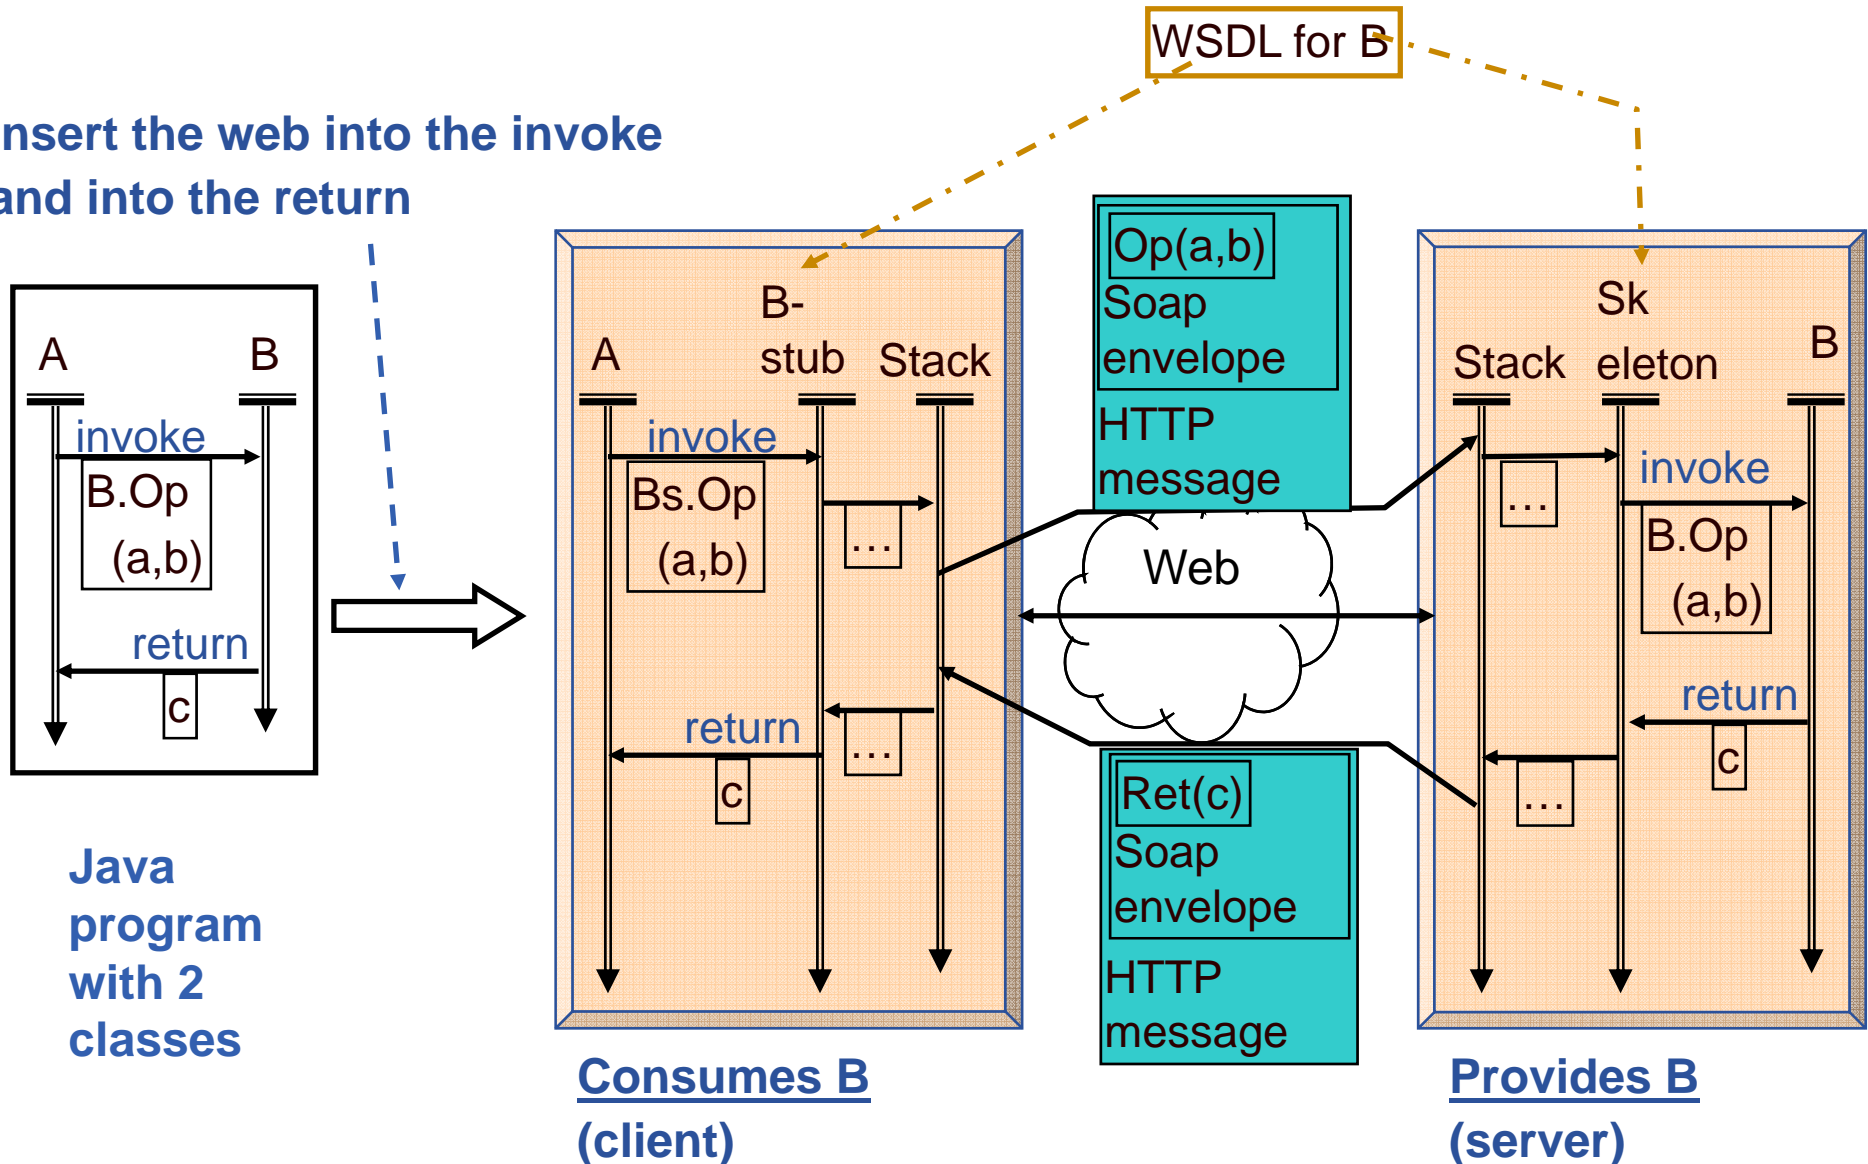 WSDL for B
nsert the web into the invoke
and into the return
A
B
invoke
B.Op
(a,b)
return
c
Java
program
with 2
classes
A
B-
stub
Stack
invoke
Bs.Op
(a,b)
…
return
…
c
Consumes B
(client)
Op(a,b)
Soap
envelope
HTTP
message
Web
Ret(c)
Soap
envelope
HTTP
message
Stack
Sk
eleton
B
…
invoke
B.Op
(a,b)
return
c
…
Provides B
(server)